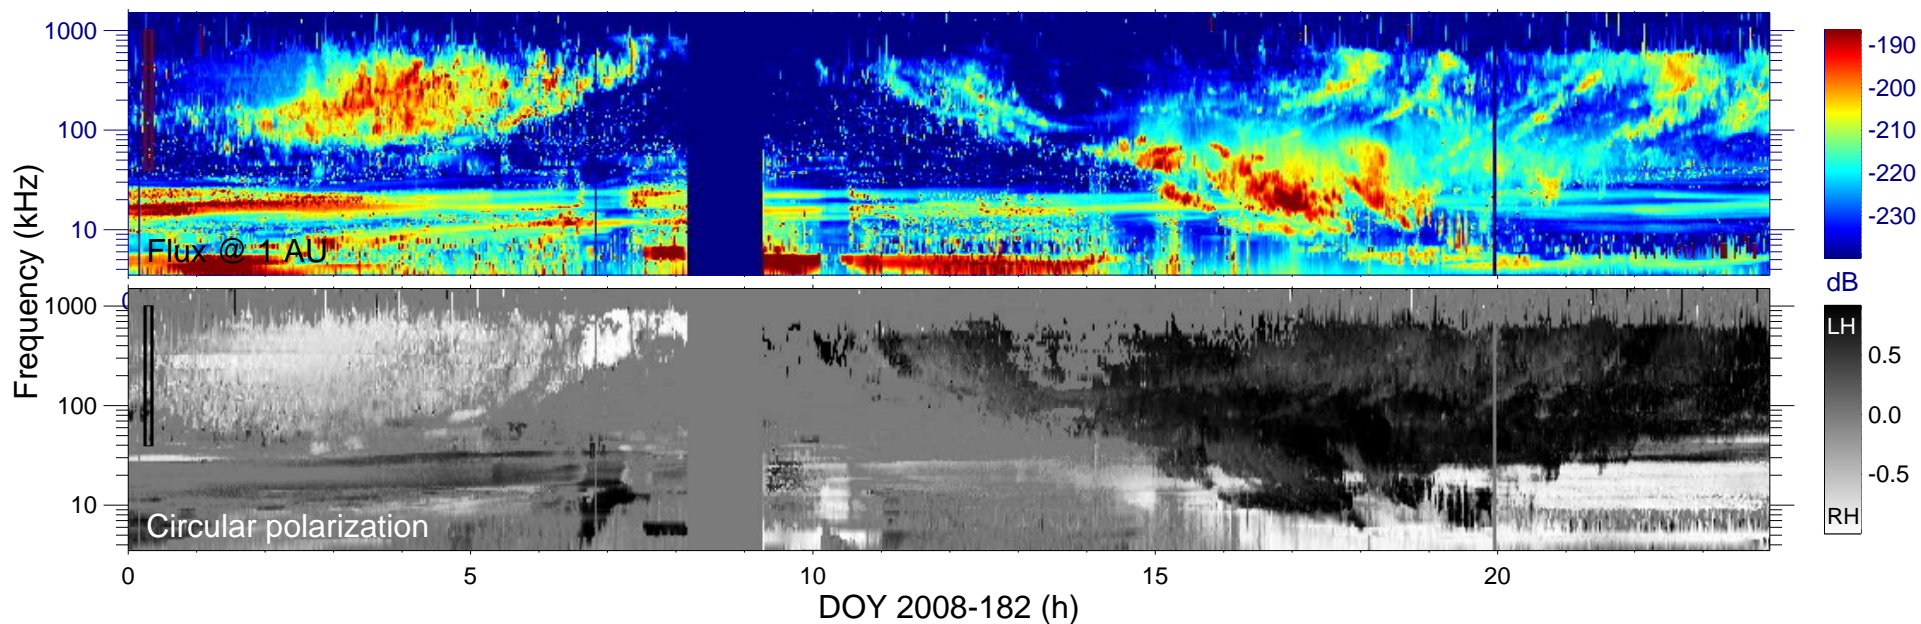 1000
100
10
Flux @ 1 AU
-190
-200
-210
-220
-230
dB
Frequency (kHz)
0
1000
100
10
Circular polarization
LH
0.5
0.0
-0.5
RH
0 5 10 15 20
DOY 2008-182 (h)